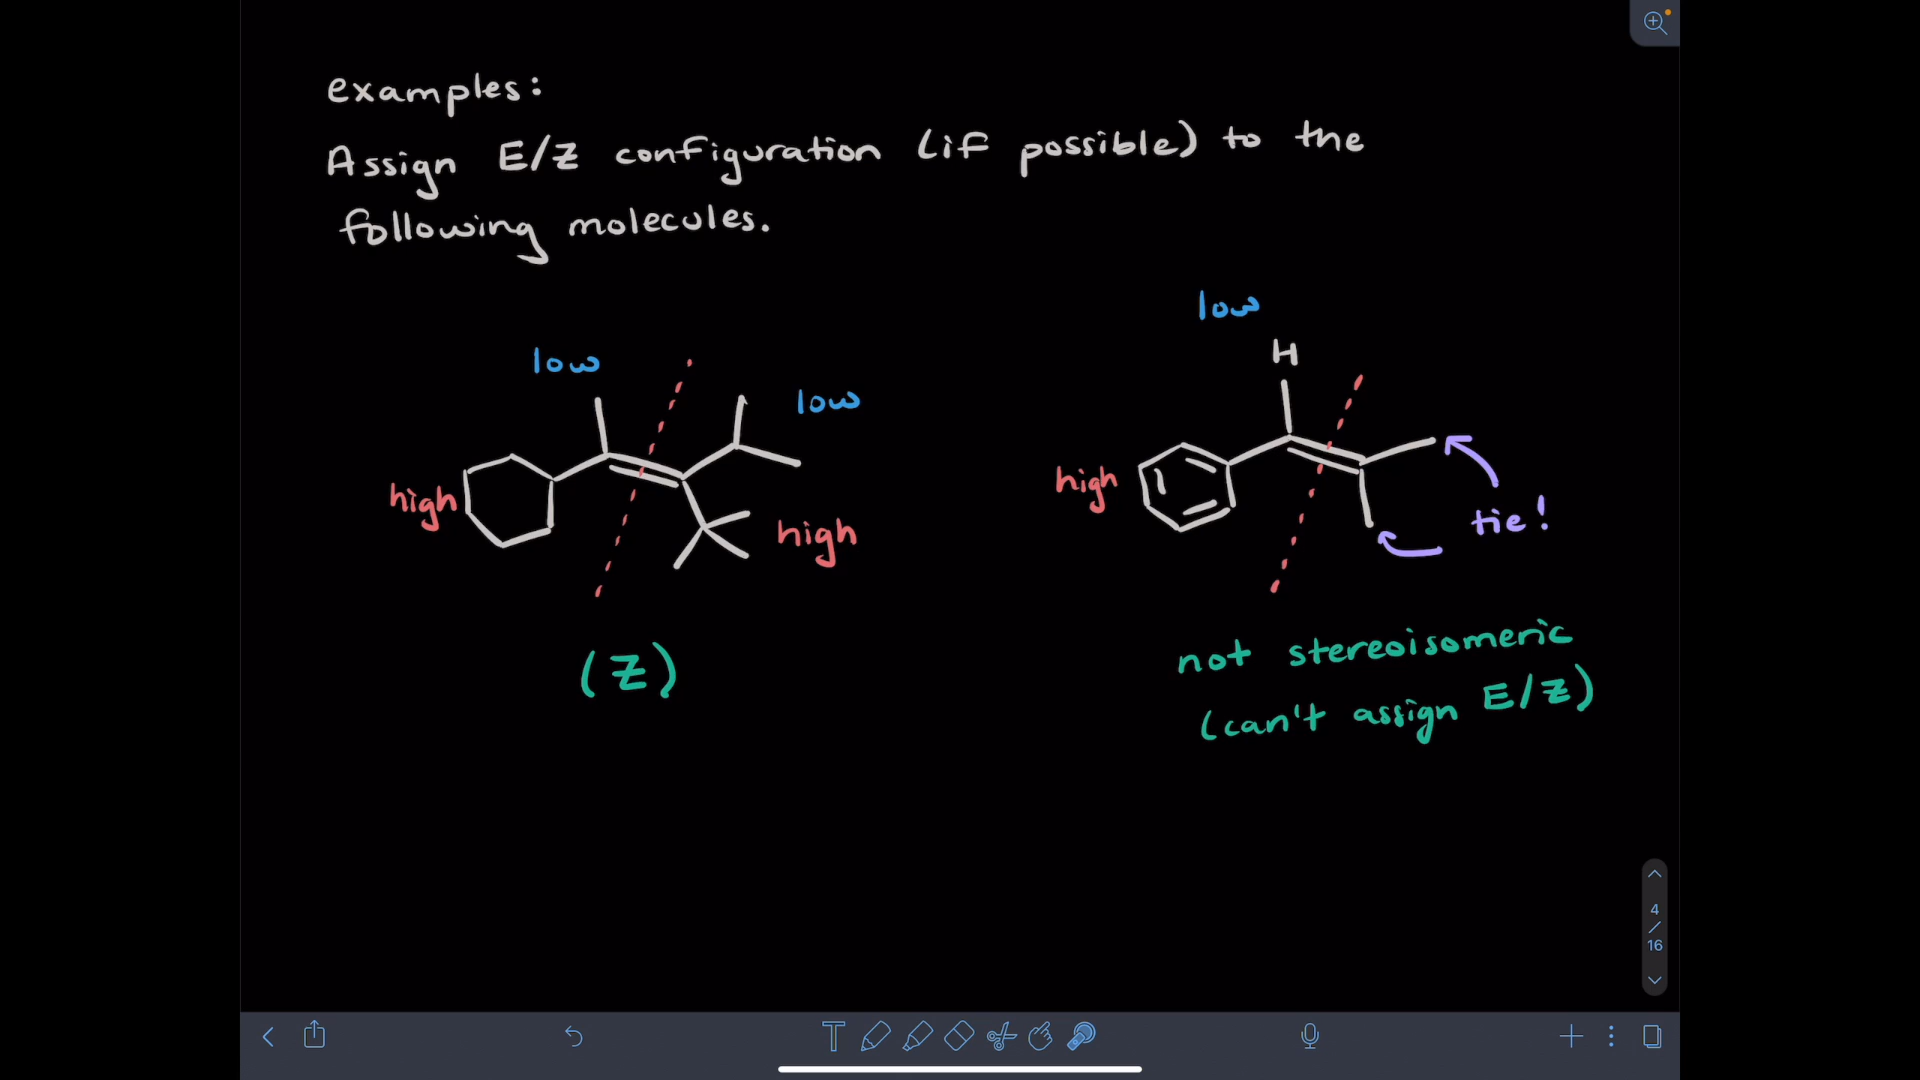 examples:
Assign E/Z configuration (if possible) to the
following molecules.
low
low
high
high
(Z)
low
H
high
tie!
not stereoisomeric
(can't assign E/Z)
4
/
16
T